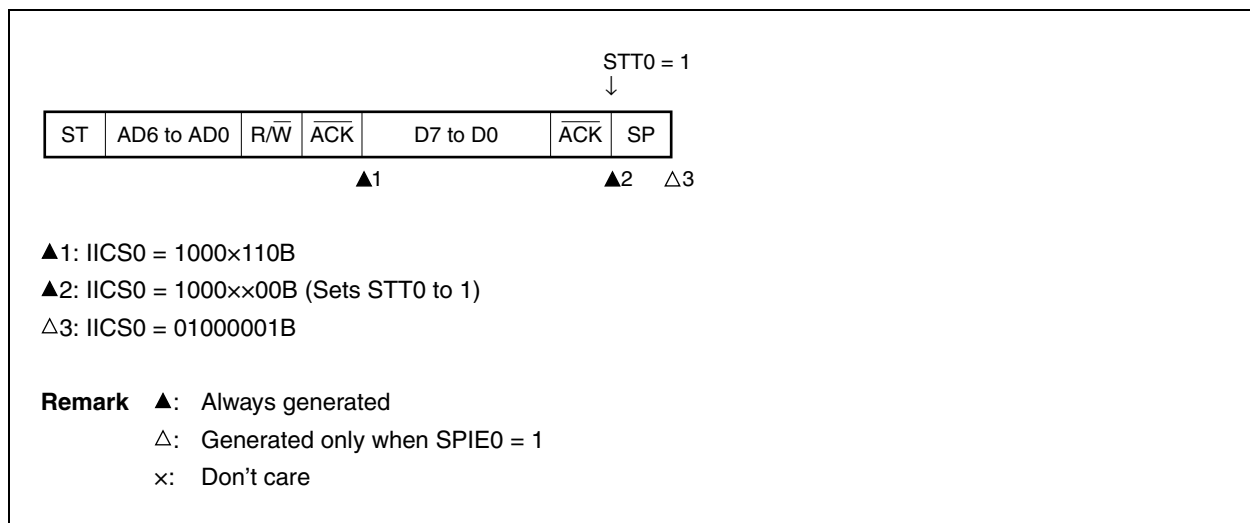 STT0 = 1
↓
ST AD6 to AD0 R/W̅ A̅C̅K̅ D7 to D0 A̅C̅K̅ SP
▲1 ▲2 △3
▲1: IICS0 = 1000×110B
▲2: IICS0 = 1000××00B (Sets STT0 to 1)
△3: IICS0 = 01000001B
Remark ▲: Always generated
△: Generated only when SPIE0 = 1
×: Don't care